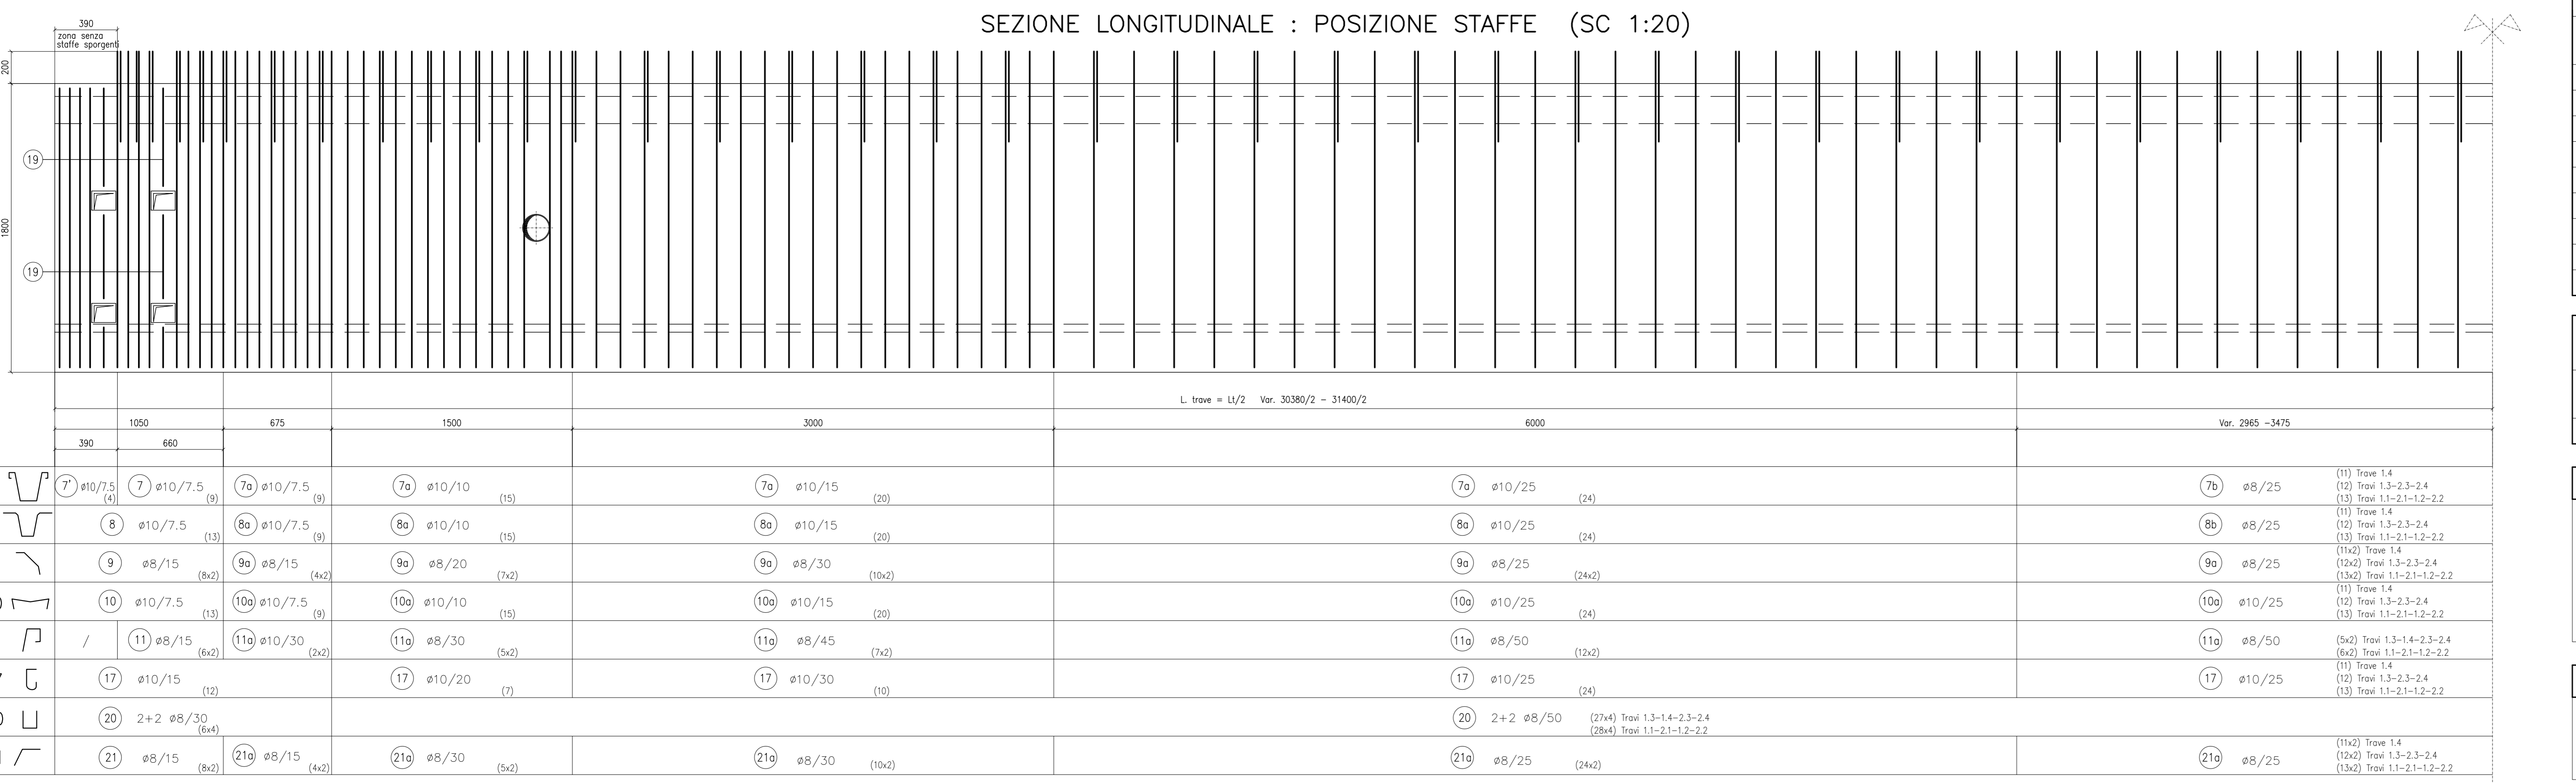 SEZIONE LONGITUDINALE : POSIZIONE STAFFE (SC 1:20)
390
zona senza
staffe sporgenti
200
1800
19
19
L. trave = Lt/2 Var. 30380/2 - 31400/2
1050 675 1500 3000 6000 Var. 2965 -3475
390 660
7' ø10/7.5 (4) 7 ø10/7.5 (9) 7a ø10/7.5 (9) 7a ø10/10 (15) 7a ø10/15 (20) 7a ø10/25 (24) 7b ø8/25
(11) Trave 1.4
(12) Travi 1.3-2.3-2.4
(13) Travi 1.1-2.1-1.2-2.2
8 ø10/7.5 (13) 8a ø10/7.5 (9) 8a ø10/10 (15) 8a ø10/15 (20) 8a ø10/25 (24) 8b ø8/25
(11) Trave 1.4
(12) Travi 1.3-2.3-2.4
(13) Travi 1.1-2.1-1.2-2.2
9 ø8/15 (8x2) 9a ø8/15 (4x2) 9a ø8/20 (7x2) 9a ø8/30 (10x2) 9a ø8/25 (24x2) 9a ø8/25
(11x2) Trave 1.4
(12x2) Travi 1.3-2.3-2.4
(13x2) Travi 1.1-2.1-1.2-2.2
10 ø10/7.5 (13) 10a ø10/7.5 (9) 10a ø10/10 (15) 10a ø10/15 (20) 10a ø10/25 (24) 10a ø10/25
(11) Trave 1.4
(12) Travi 1.3-2.3-2.4
(13) Travi 1.1-2.1-1.2-2.2
/ 11 ø8/15 (6x2) 11a ø10/30 (2x2) 11a ø8/30 (5x2) 11a ø8/45 (7x2) 11a ø8/50 (12x2) 11a ø8/50
(5x2) Travi 1.3-1.4-2.3-2.4
(6x2) Travi 1.1-2.1-1.2-2.2
17 ø10/15 (12) 17 ø10/20 (7) 17 ø10/30 (10) 17 ø10/25 (24) 17 ø10/25
(11) Trave 1.4
(12) Travi 1.3-2.3-2.4
(13) Travi 1.1-2.1-1.2-2.2
20 2+2 ø8/30 (6x4) 20 2+2 ø8/50
(27x4) Travi 1.3-1.4-2.3-2.4
(28x4) Travi 1.1-2.1-1.2-2.2
21 ø8/15 (8x2) 21a ø8/15 (4x2) 21a ø8/30 (5x2) 21a ø8/30 (10x2) 21a ø8/25 (24x2) 21a ø8/25
(11x2) Trave 1.4
(12x2) Travi 1.3-2.3-2.4
(13x2) Travi 1.1-2.1-1.2-2.2